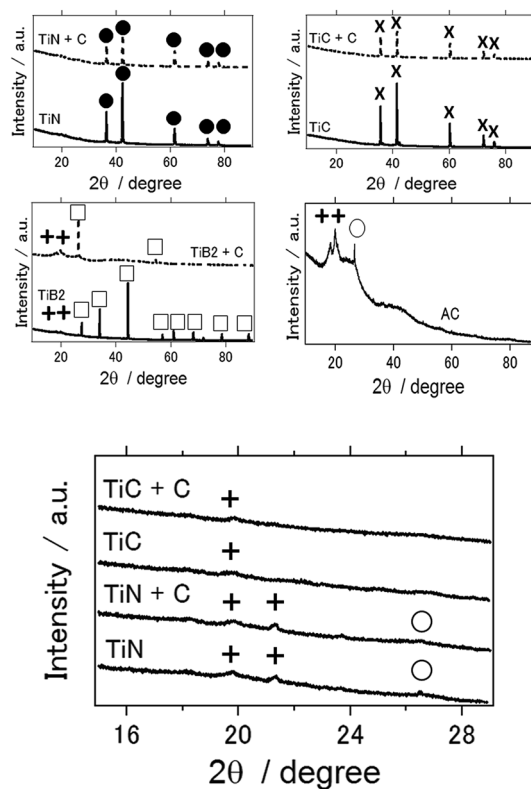 TiN + C
TiN
Intensity / a.u.
20 40 60 80
2θ / degree
TiC + C
TiC
Intensity / a.u.
20 40 60 80
2θ / degree
TiB2 + C
TiB2
Intensity / a.u.
20 40 60 80
2θ / degree
AC
Intensity / a.u.
20 40 60 80
2θ / degree
TiC + C
TiC
TiN + C
TiN
Intensity / a.u.
16 20 24 28
2θ / degree